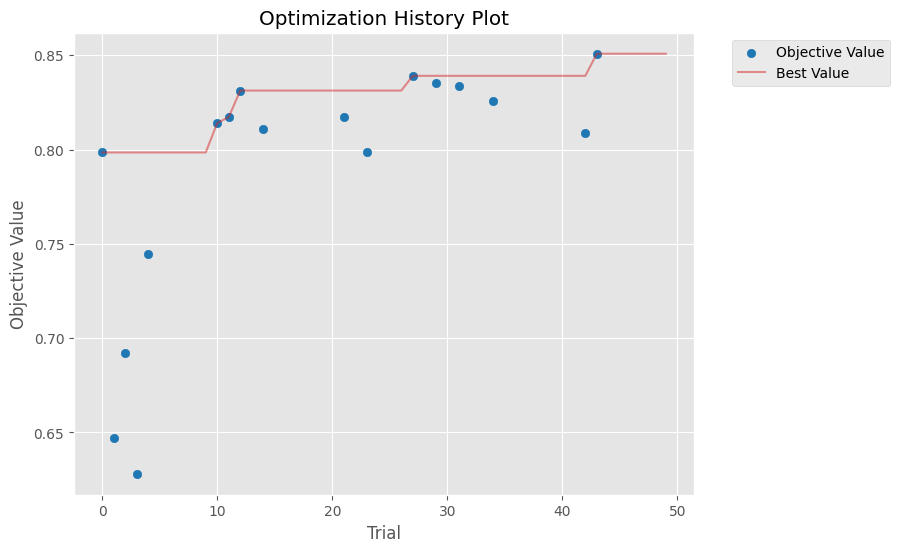 Optimization History Plot
Objective Value
Best Value
0.85
0.80
0.75
0.70
0.65
Objective Value
0
10
20
30
40
50
Trial